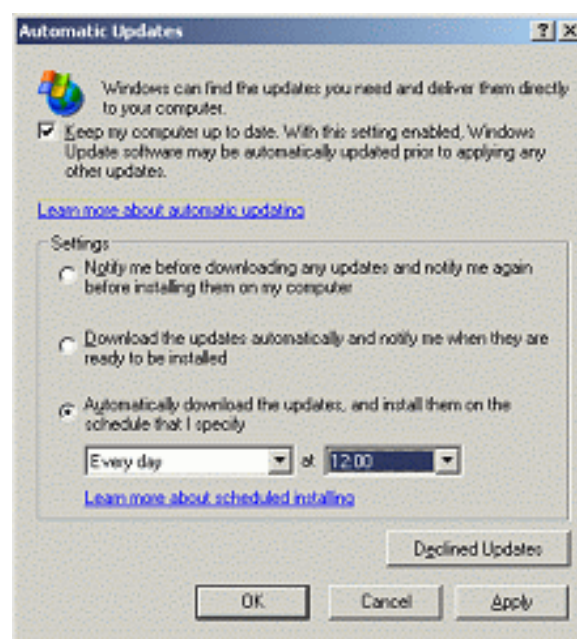 Automatic Updates
Windows can find the updates you need and deliver them directly
to your computer.
Keep my computer up to date. With this setting enabled, Windows
Update software may be automatically updated prior to applying any
other updates.
Learn more about automatic updating
Settings
Notify me before downloading any updates and notify me again
before installing them on my computer
Download the updates automatically and notify me when they are
ready to be installed
Automatically download the updates, and install them on the
schedule that I specify
Every day at 12:00
Learn more about scheduled installing
Declined Updates
OK Cancel Apply